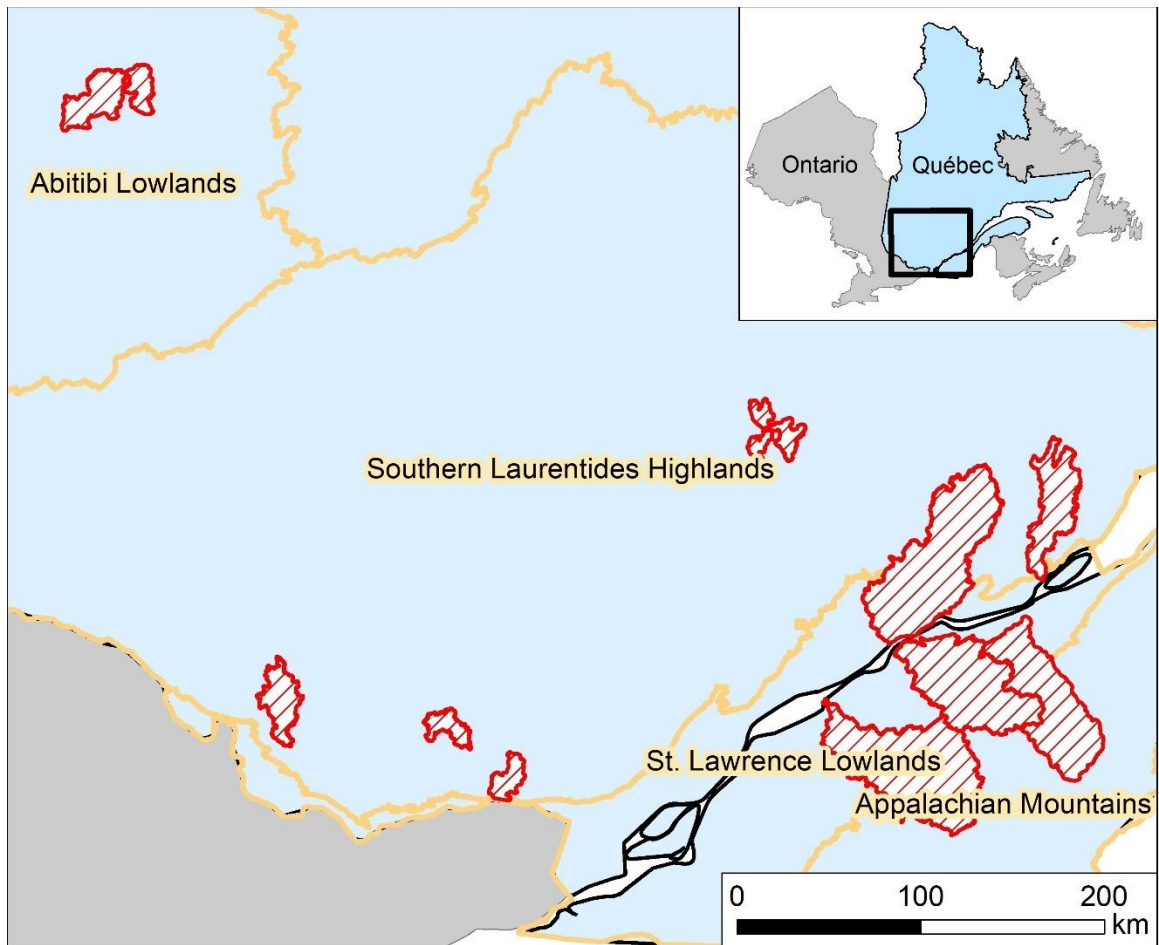 Ontario
Québec
Abitibi Lowlands
Southern Laurentides Highlands
St. Lawrence Lowlands
Appalachian Mountains
0 100 200
km